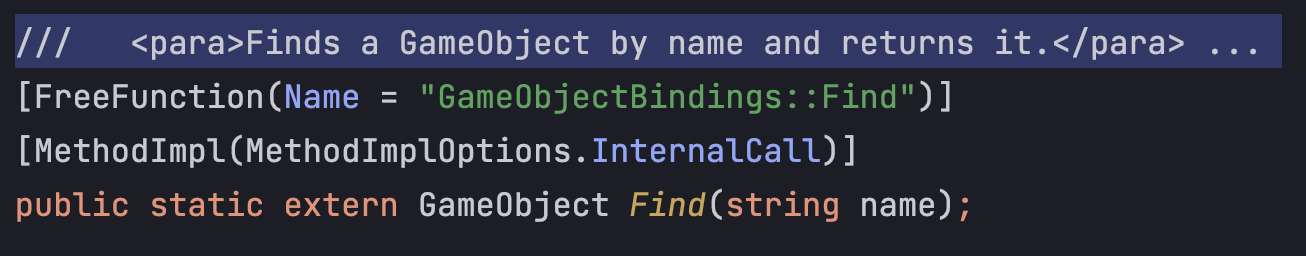 ///   <para>Finds a GameObject by name and returns it.</para> ...
[FreeFunction(Name = "GameObjectBindings::Find")]
[MethodImpl(MethodImplOptions.InternalCall)]
public static extern GameObject Find(string name);